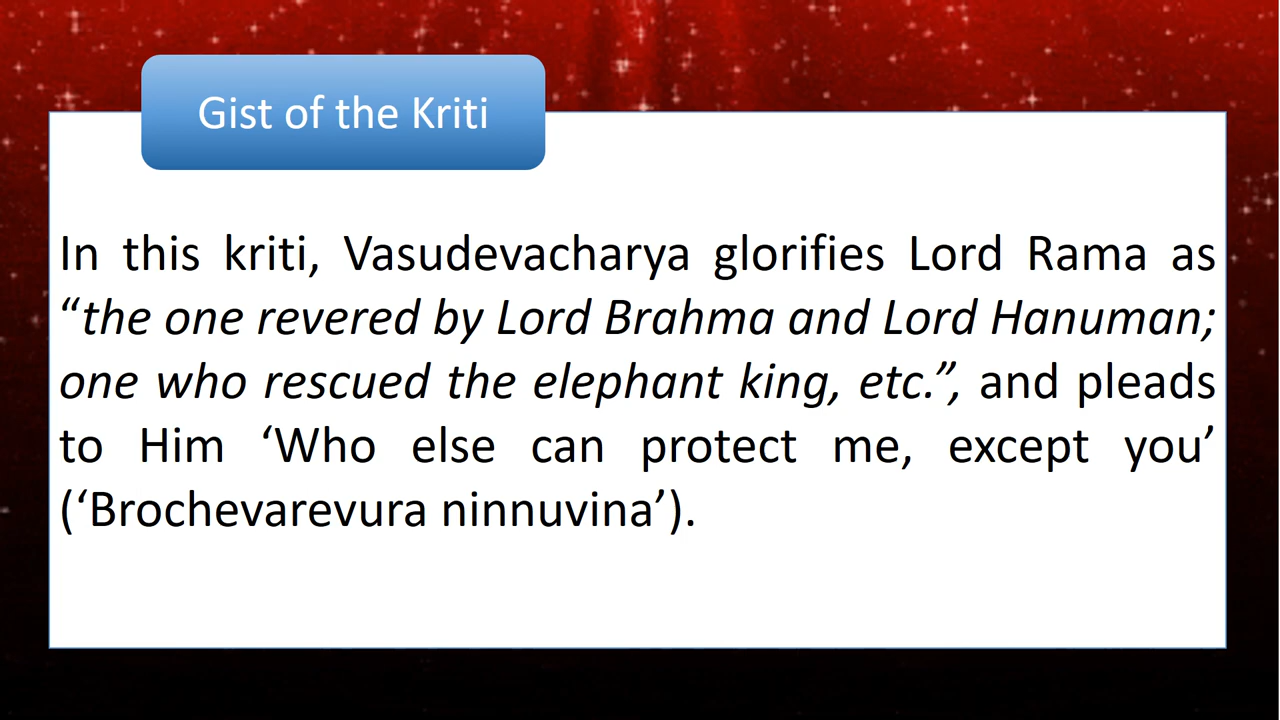 Gist of the Kriti
In this kriti, Vasudevacharya glorifies Lord Rama as
“the one revered by Lord Brahma and Lord Hanuman;
one who rescued the elephant king, etc.”, and pleads
to Him ‘Who else can protect me, except you’
(‘Brochevarevura ninnuvina’).